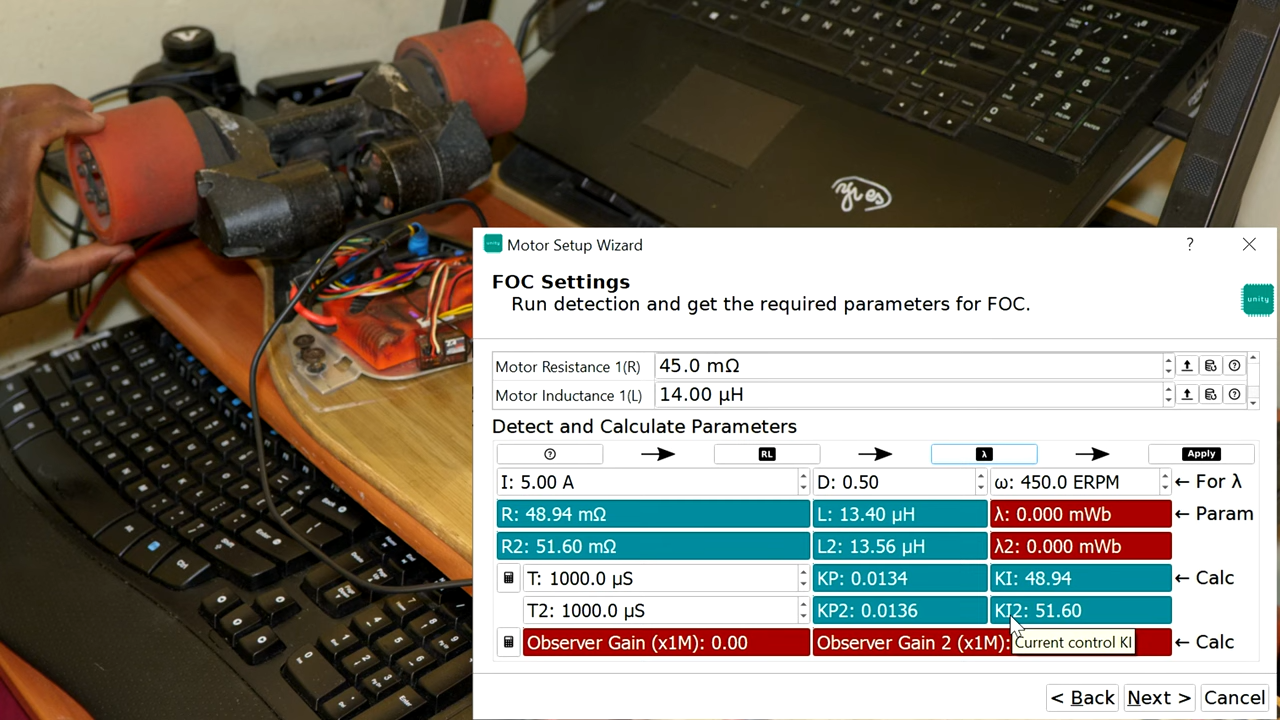 unity Motor Setup Wizard ? ×
FOC Settings
Run detection and get the required parameters for FOC.
unity
Motor Resistance 1(R) 45.0 mΩ
Motor Inductance 1(L) 14.00 µH
Detect and Calculate Parameters
? RL λ Apply
I: 5.00 A D: 0.50 ω: 450.0 ERPM ← For λ
R: 48.94 mΩ L: 13.40 µH λ: 0.000 mWb ← Param
R2: 51.60 mΩ L2: 13.56 µH λ2: 0.000 mWb
T: 1000.0 µS KP: 0.0134 KI: 48.94 ← Calc
T2: 1000.0 µS KP2: 0.0136 KI2: 51.60
Observer Gain (x1M): 0.00 Observer Gain 2 (x1M): ← Calc
Current control KI
< Back Next > Cancel